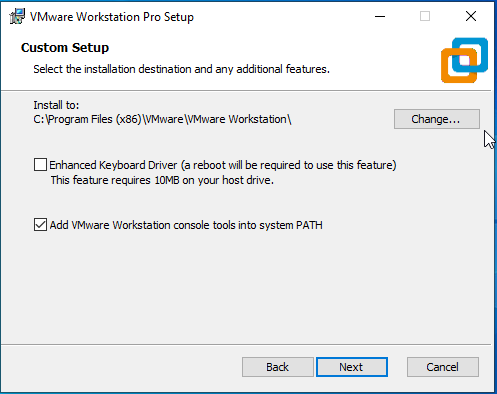 VMware Workstation Pro Setup
Custom Setup
Select the installation destination and any additional features.
Install to:
C:\Program Files (x86)\VMware\VMware Workstation\
Change...
Enhanced Keyboard Driver (a reboot will be required to use this feature)
This feature requires 10MB on your host drive.
Add VMware Workstation console tools into system PATH
Back
Next
Cancel